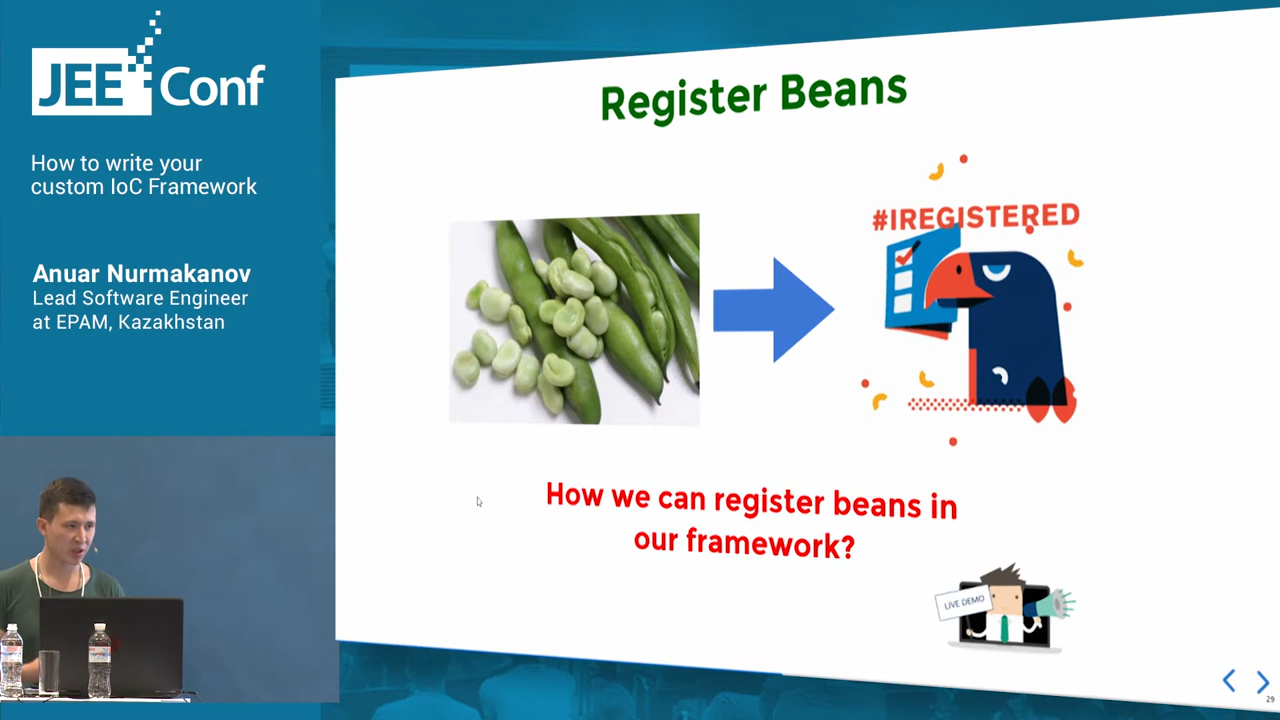 JEE Conf
How to write your
custom IoC Framework
Anuar Nurmakanov
Lead Software Engineer
at EPAM, Kazakhstan
Register Beans
#IREGISTERED
How we can register beans in
our framework?
LIVE DEMO
29